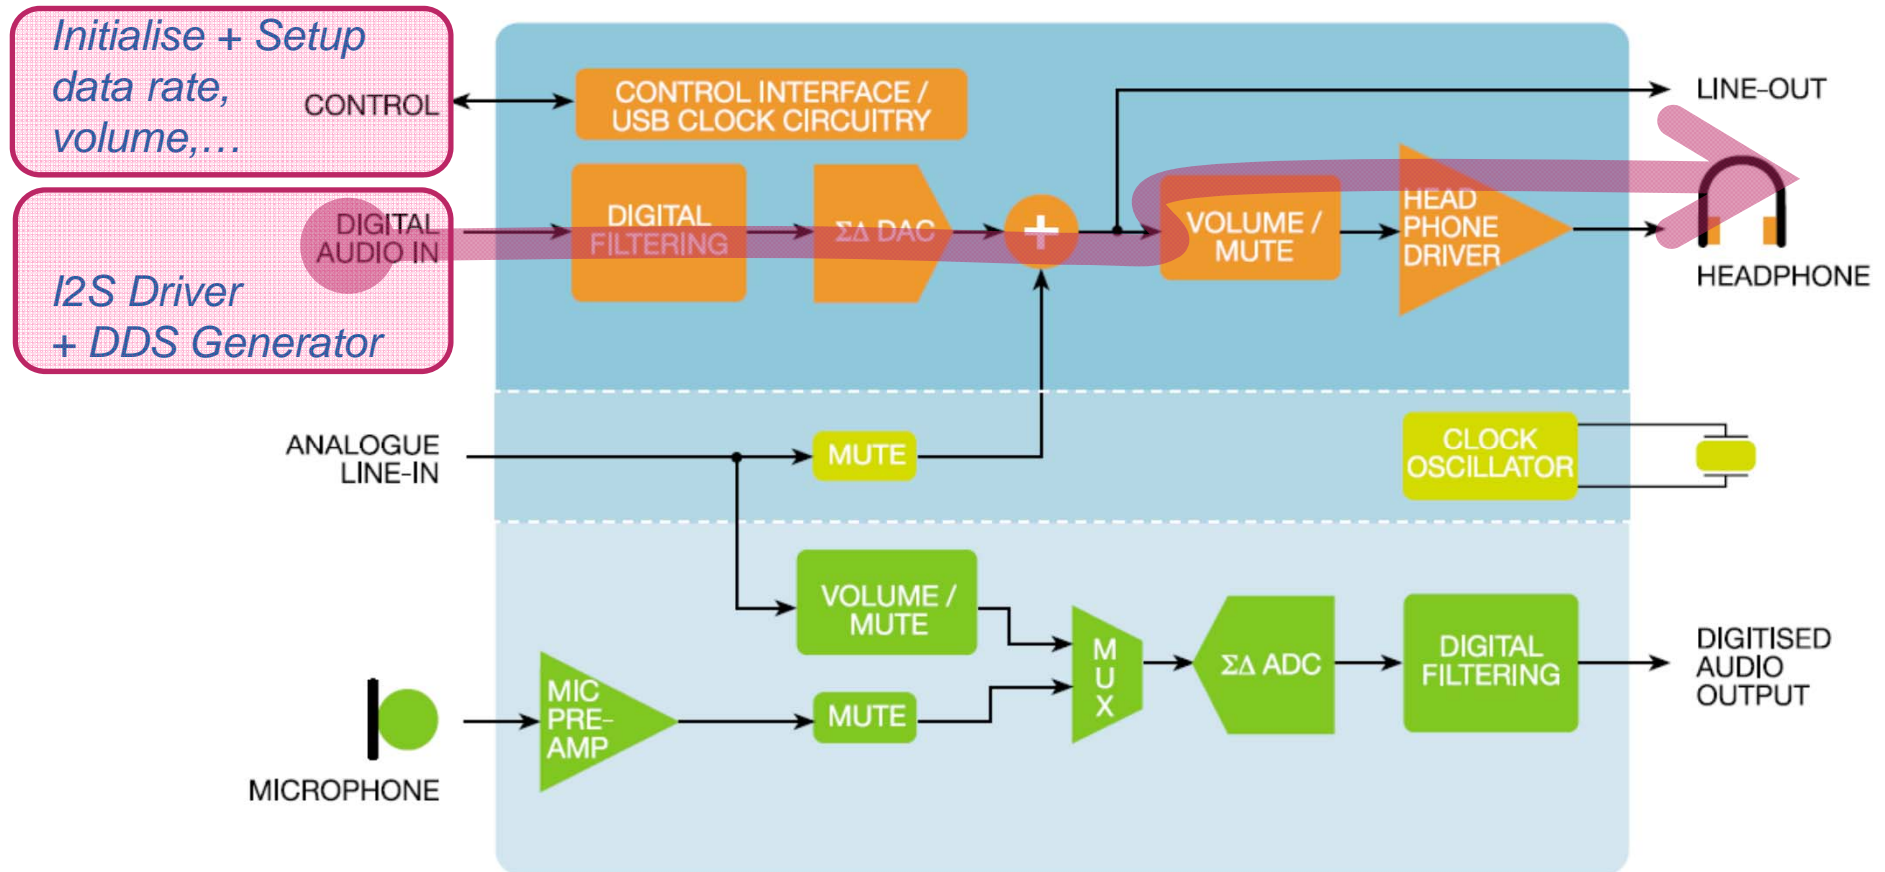 Initialise + Setup
data rate,
volume,...
CONTROL
CONTROL INTERFACE /
USB CLOCK CIRCUITRY
LINE-OUT
DIGITAL
AUDIO IN
I2S Driver
+ DDS Generator
DIGITAL
FILTERING
ΣΔ DAC
+
VOLUME /
MUTE
HEAD
PHONE
DRIVER
HEADPHONE
ANALOGUE
LINE-IN
MUTE
CLOCK
OSCILLATOR
VOLUME /
MUTE
MICROPHONE
MIC
PRE-
AMP
MUTE
M
U
X
ΣΔ ADC
DIGITAL
FILTERING
DIGITISED
AUDIO
OUTPUT